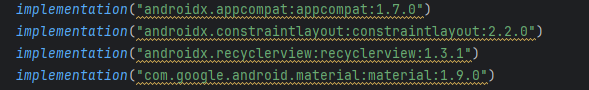 implementation("androidx.appcompat:appcompat:1.7.0")
implementation("androidx.constraintlayout:constraintlayout:2.2.0")
implementation("androidx.recyclerview:recyclerview:1.3.1")
implementation("com.google.android.material:material:1.9.0")